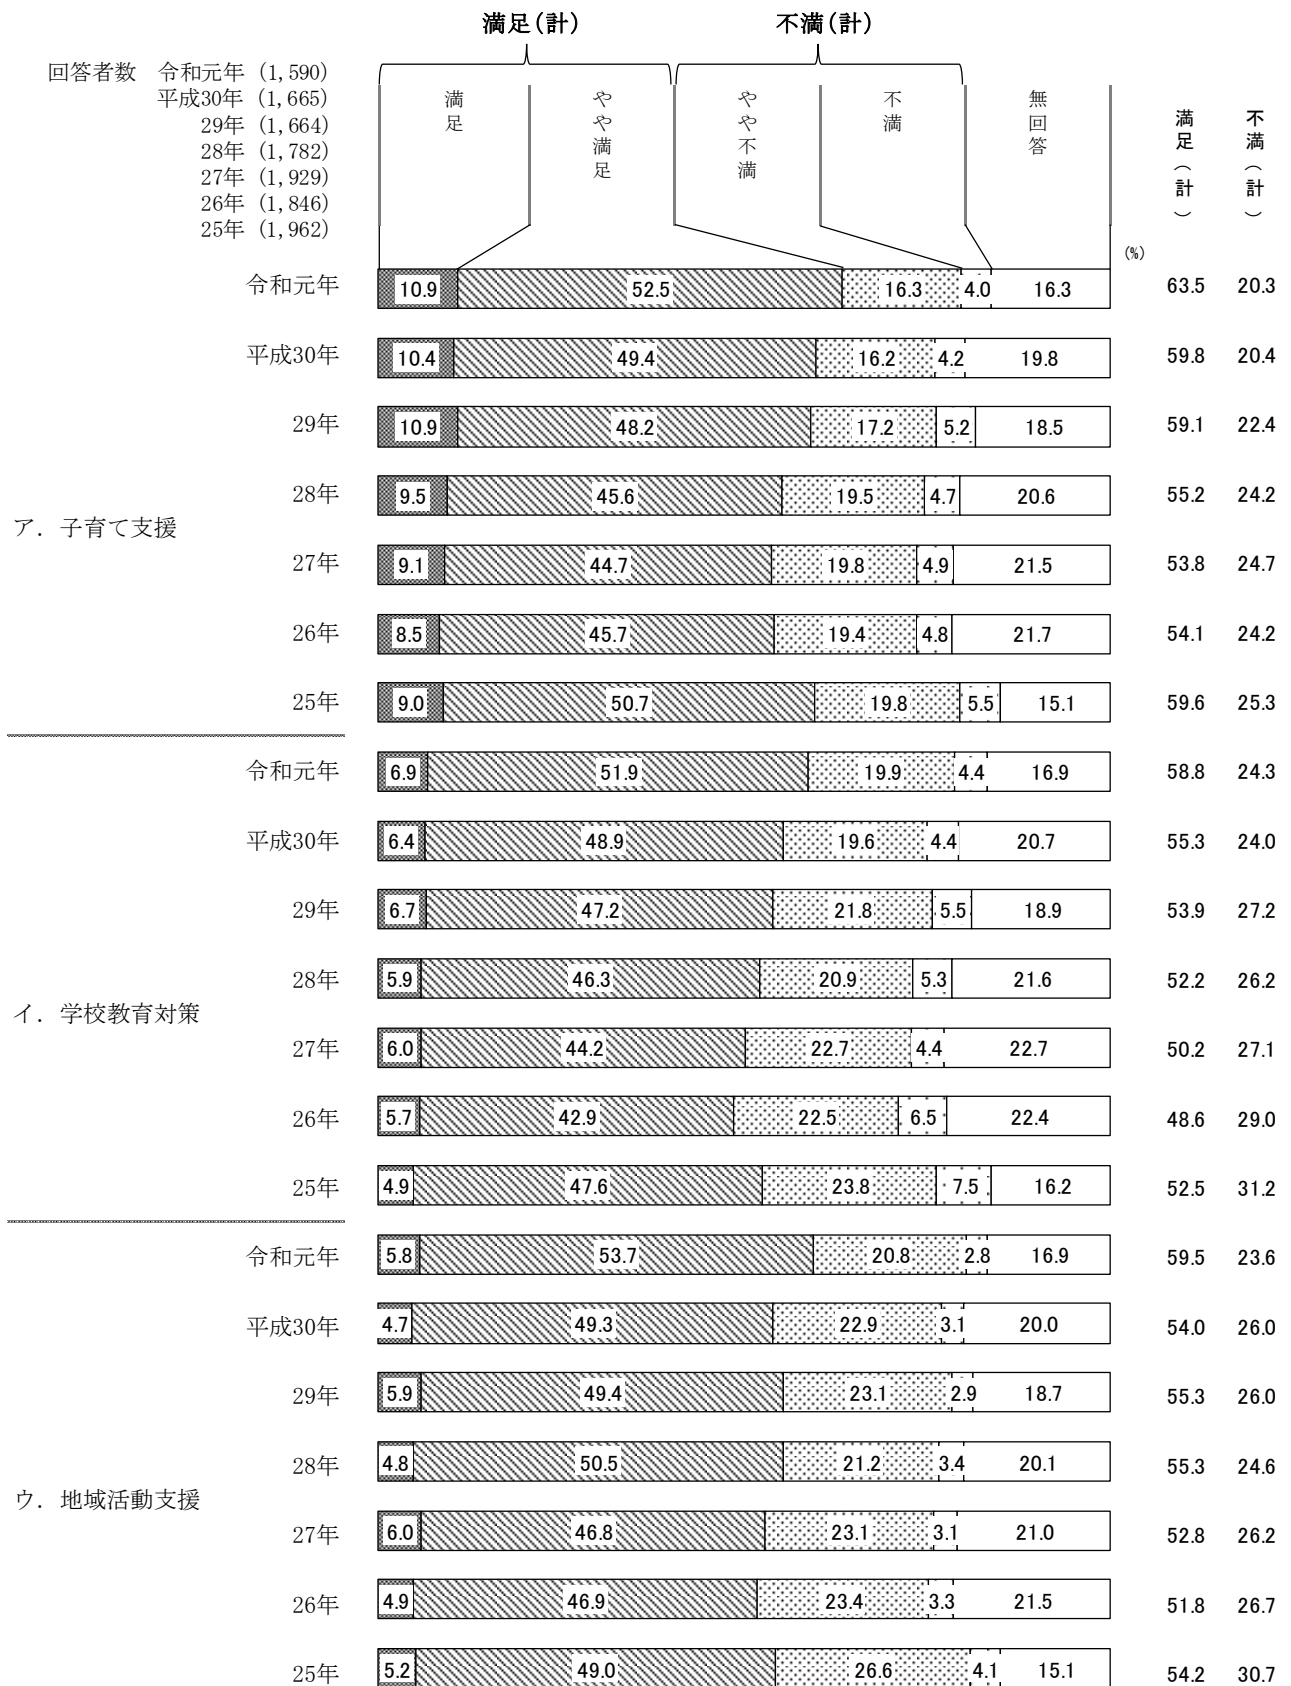 満足(計) 不満(計)
回答者数 令和元年 (1,590)
平成30年 (1,665)
29年 (1,664)
28年 (1,782)
27年 (1,929)
26年 (1,846)
25年 (1,962)
満足 やや満足 やや不満 不満 無回答 満足(計) 不満(計)
(%)
令和元年 10.9 52.5 16.3 4.0 16.3 63.5 20.3
平成30年 10.4 49.4 16.2 4.2 19.8 59.8 20.4
29年 10.9 48.2 17.2 5.2 18.5 59.1 22.4
28年 9.5 45.6 19.5 4.7 20.6 55.2 24.2
ア．子育て支援
27年 9.1 44.7 19.8 4.9 21.5 53.8 24.7
26年 8.5 45.7 19.4 4.8 21.7 54.1 24.2
25年 9.0 50.7 19.8 5.5 15.1 59.6 25.3
令和元年 6.9 51.9 19.9 4.4 16.9 58.8 24.3
平成30年 6.4 48.9 19.6 4.4 20.7 55.3 24.0
29年 6.7 47.2 21.8 5.5 18.9 53.9 27.2
28年 5.9 46.3 20.9 5.3 21.6 52.2 26.2
イ．学校教育対策
27年 6.0 44.2 22.7 4.4 22.7 50.2 27.1
26年 5.7 42.9 22.5 6.5 22.4 48.6 29.0
25年 4.9 47.6 23.8 7.5 16.2 52.5 31.2
令和元年 5.8 53.7 20.8 2.8 16.9 59.5 23.6
平成30年 4.7 49.3 22.9 3.1 20.0 54.0 26.0
29年 5.9 49.4 23.1 2.9 18.7 55.3 26.0
28年 4.8 50.5 21.2 3.4 20.1 55.3 24.6
ウ．地域活動支援
27年 6.0 46.8 23.1 3.1 21.0 52.8 26.2
26年 4.9 46.9 23.4 3.3 21.5 51.8 26.7
25年 5.2 49.0 26.6 4.1 15.1 54.2 30.7